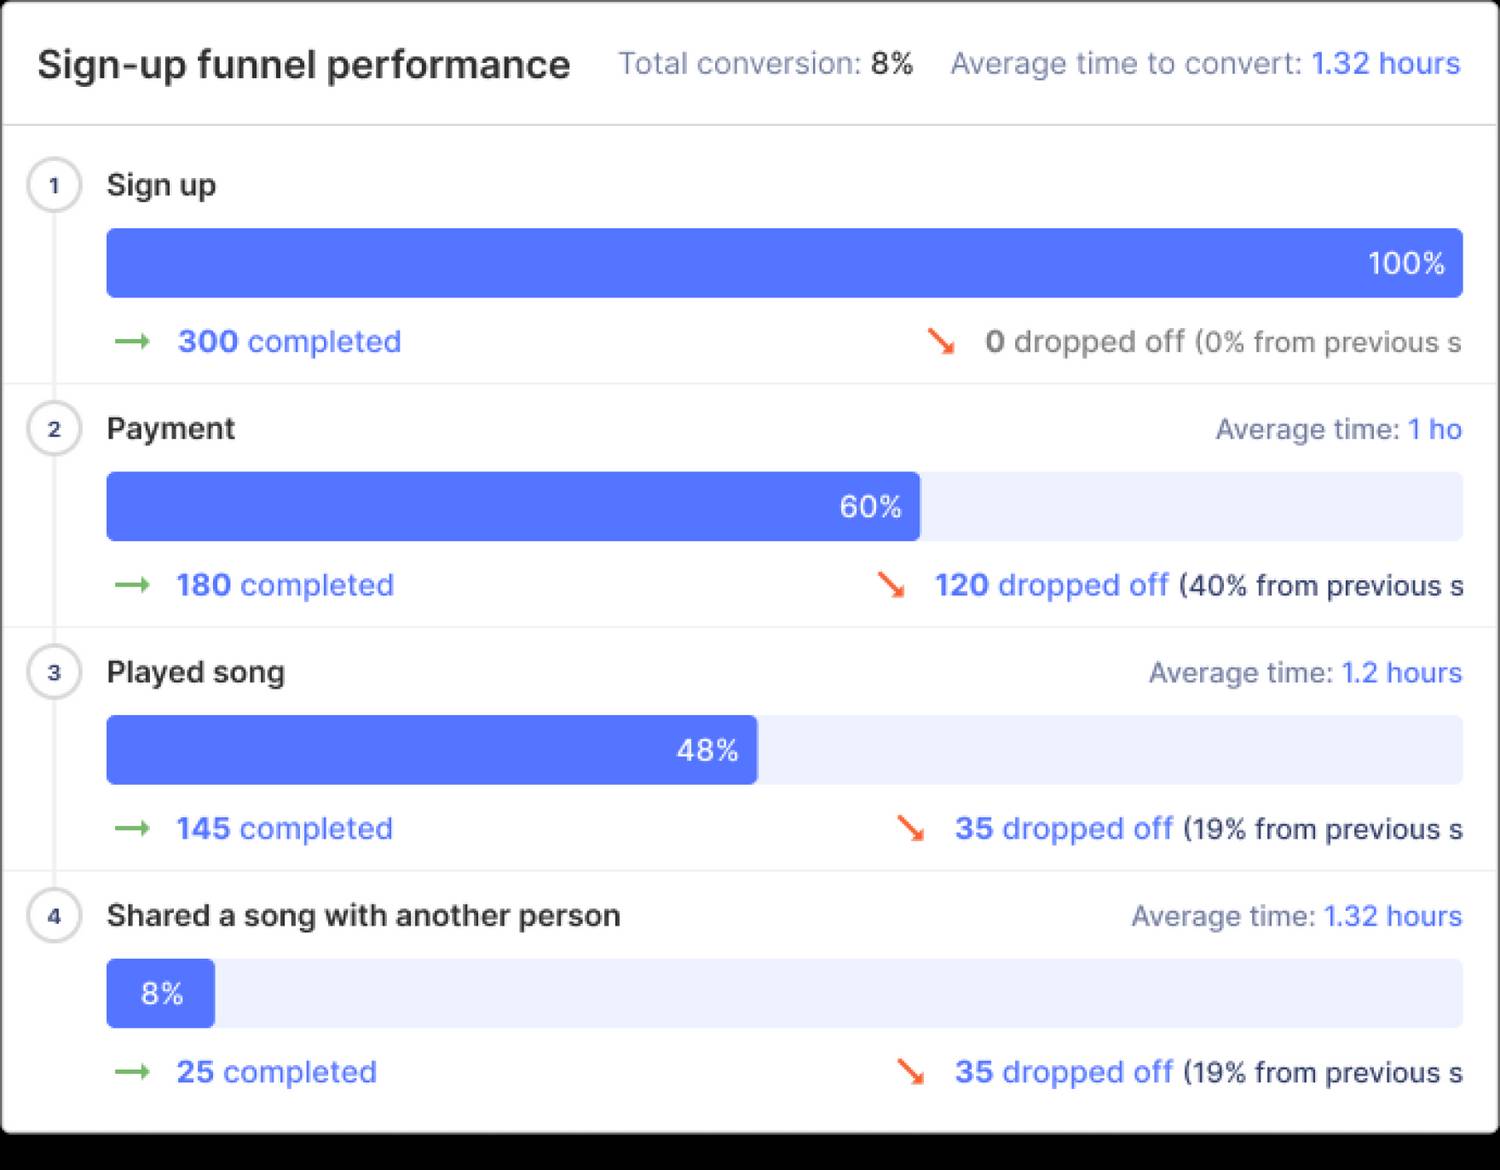 Sign-up funnel performance Total conversion: 8% Average time to convert: 1.32 hours
1 Sign up
100%
300 completed 0 dropped off (0% from previous s
2 Payment Average time: 1 ho
60%
180 completed 120 dropped off (40% from previous s
3 Played song Average time: 1.2 hours
48%
145 completed 35 dropped off (19% from previous s
4 Shared a song with another person Average time: 1.32 hours
8%
25 completed 35 dropped off (19% from previous s